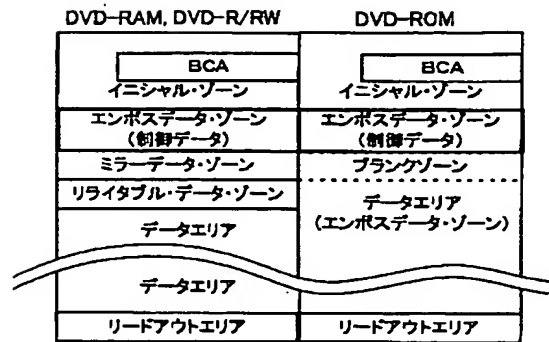 DVD-RAM, DVD-R/RW
BCA
イニシャル・ゾーン
エンボスデータ・ゾーン
(制御データ)
ミラーデータ・ゾーン
リライタブル・データ・ゾーン
データエリア
データエリア
リードアウトエリア
DVD-ROM
BCA
イニシャル・ゾーン
エンボスデータ・ゾーン
(制御データ)
ブランクゾーン
データエリア
(エンボスデータ・ゾーン)
リードアウトエリア